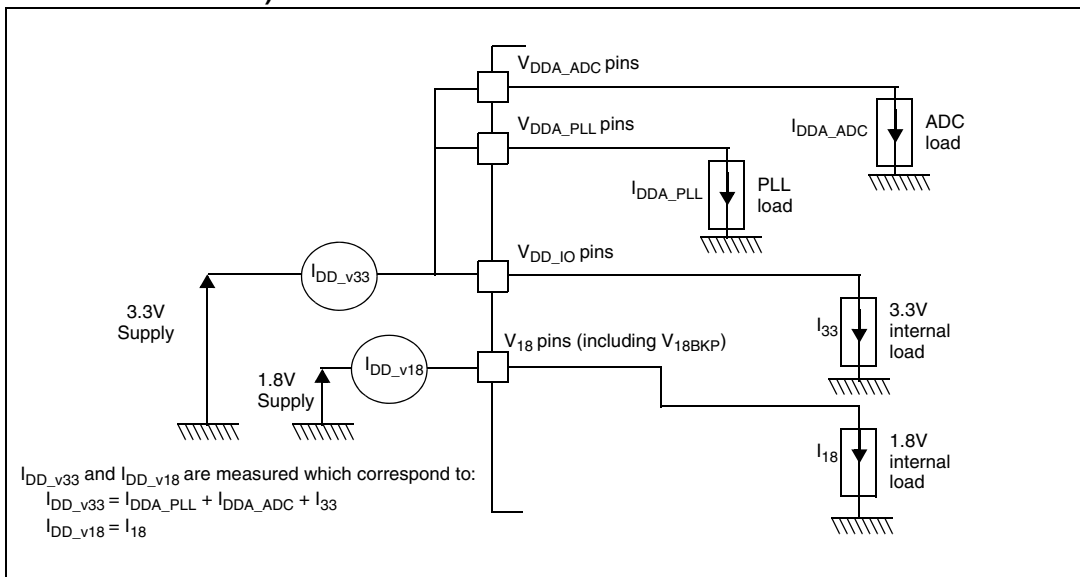 V_DDA_ADC pins
V_DDA_PLL pins
I_DDA_ADC
ADC
load
I_DDA_PLL
PLL
load
V_DD_IO pins
I_DD_v33
3.3V
Supply
I_33
3.3V
internal
load
V_18 pins (including V_18BKP)
I_DD_v18
1.8V
Supply
I_18
1.8V
internal
load
I_DD_v33 and I_DD_v18 are measured which correspond to:
I_DD_v33 = I_DDA_PLL + I_DDA_ADC + I_33
I_DD_v18 = I_18